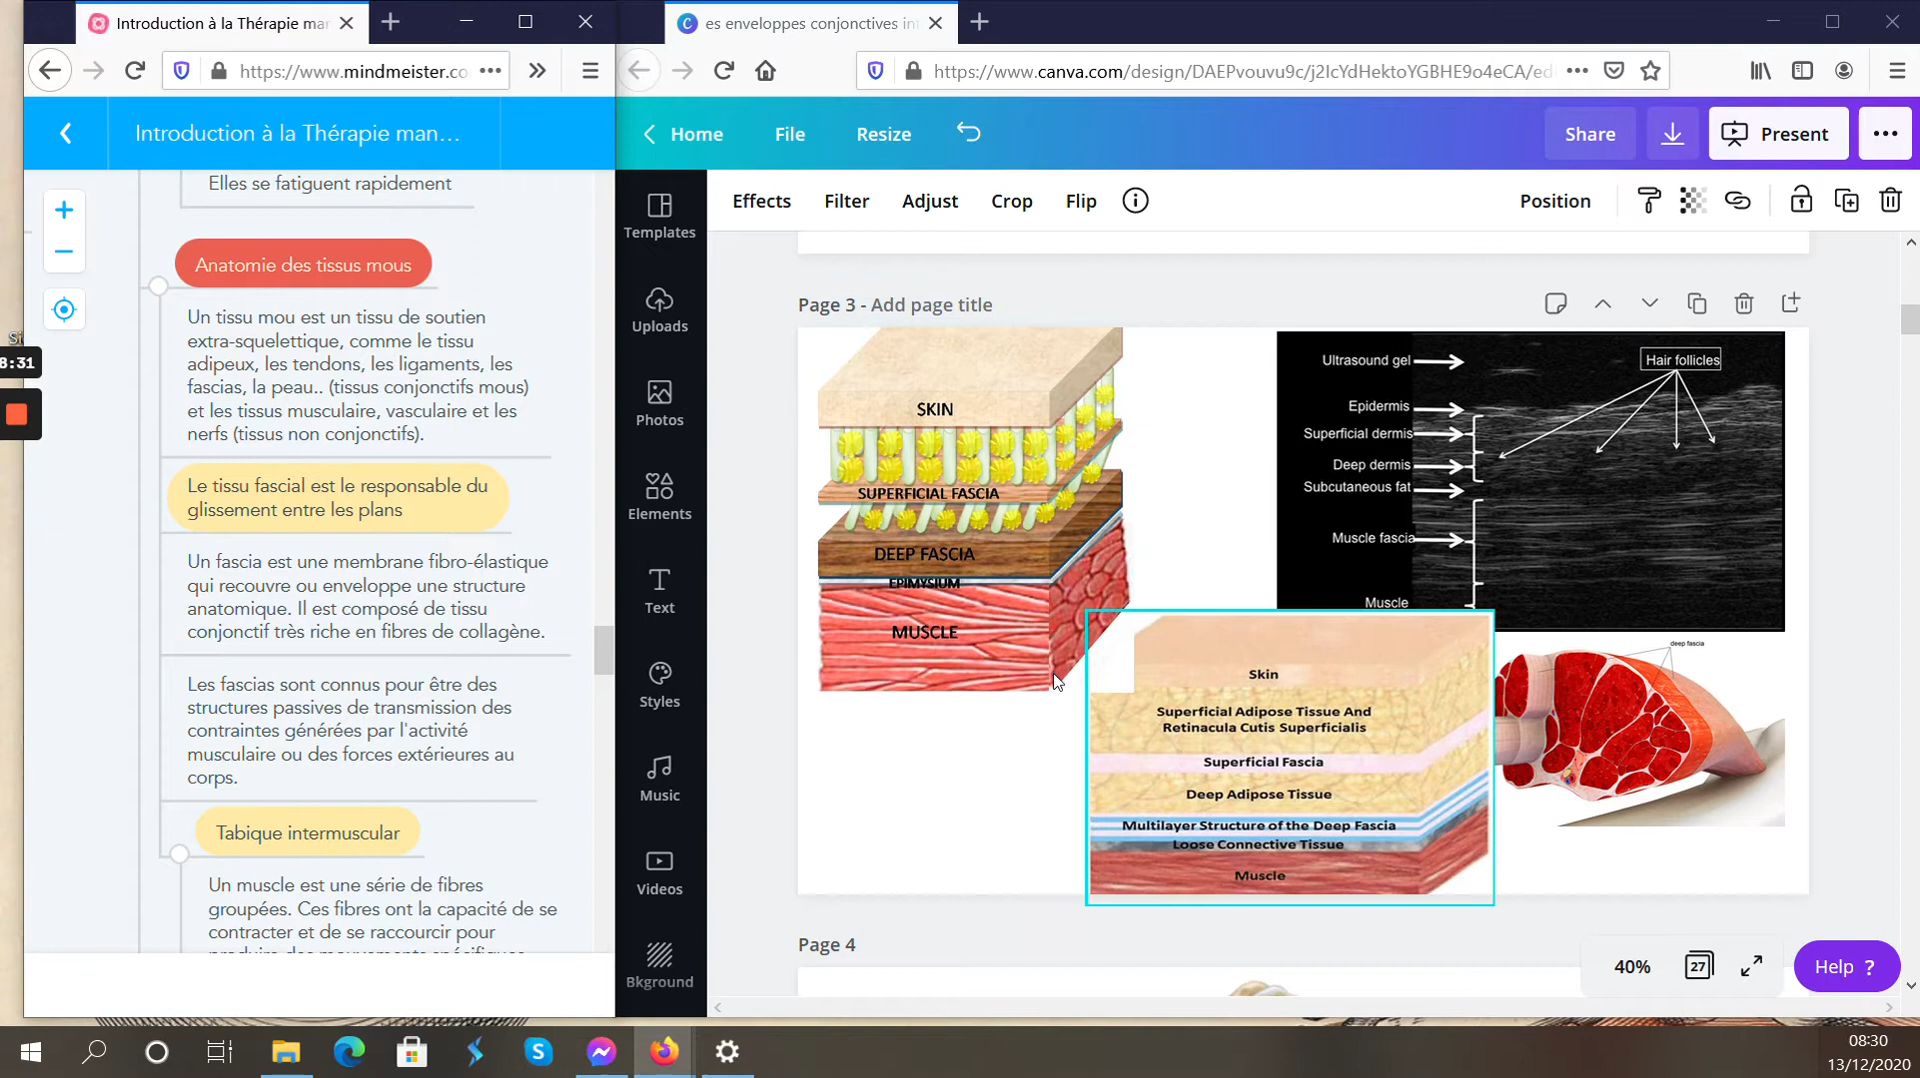 Introduction à la Thérapie mar
es enveloppes conjonctives in
https://www.mindmeister.co
https://www.canva.com/design/DAEPvouvu9c/j2IcYdHektoYGBHE9o4eCA/ed
Introduction à la Thérapie man...
Home
File
Resize
Share
Present
Effects
Filter
Adjust
Crop
Flip
Position
Elles se fatiguent rapidement
Anatomie des tissus mous
Un tissu mou est un tissu de soutien
extra-squelettique, comme le tissu
adipeux, les tendons, les ligaments, les
fascias, la peau.. (tissus conjonctifs mous)
et les tissus musculaire, vasculaire et les
nerfs (tissus non conjonctifs).
Le tissu fascial est le responsable du
glissement entre les plans
Un fascia est une membrane fibro-élastique
qui recouvre ou enveloppe une structure
anatomique. Il est composé de tissu
conjonctif très riche en fibres de collagène.
Les fascias sont connus pour être des
structures passives de transmission des
contraintes générées par l'activité
musculaire ou des forces extérieures au
corps.
Tabique intermuscular
Un muscle est une série de fibres
groupées. Ces fibres ont la capacité de se
contracter et de se raccourcir pour
produire des mouvements spécifiques
Si
8:31
Templates
Uploads
Photos
Elements
Text
Styles
Music
Videos
Bkground
Page 3 - Add page title
SKIN
SUPERFICIAL FASCIA
DEEP FASCIA
EPIMYSIUM
MUSCLE
Ultrasound gel
Hair follicles
Epidermis
Superficial dermis
Deep dermis
Subcutaneous fat
Muscle fascia
Muscle
deep fascia
Skin
Superficial Adipose Tissue And
Retinacula Cutis Superficialis
Superficial Fascia
Deep Adipose Tissue
Multilayer Structure of the Deep Fascia
Loose Connective Tissue
Muscle
Page 4
40%
27
Help ?
08:30
13/12/2020